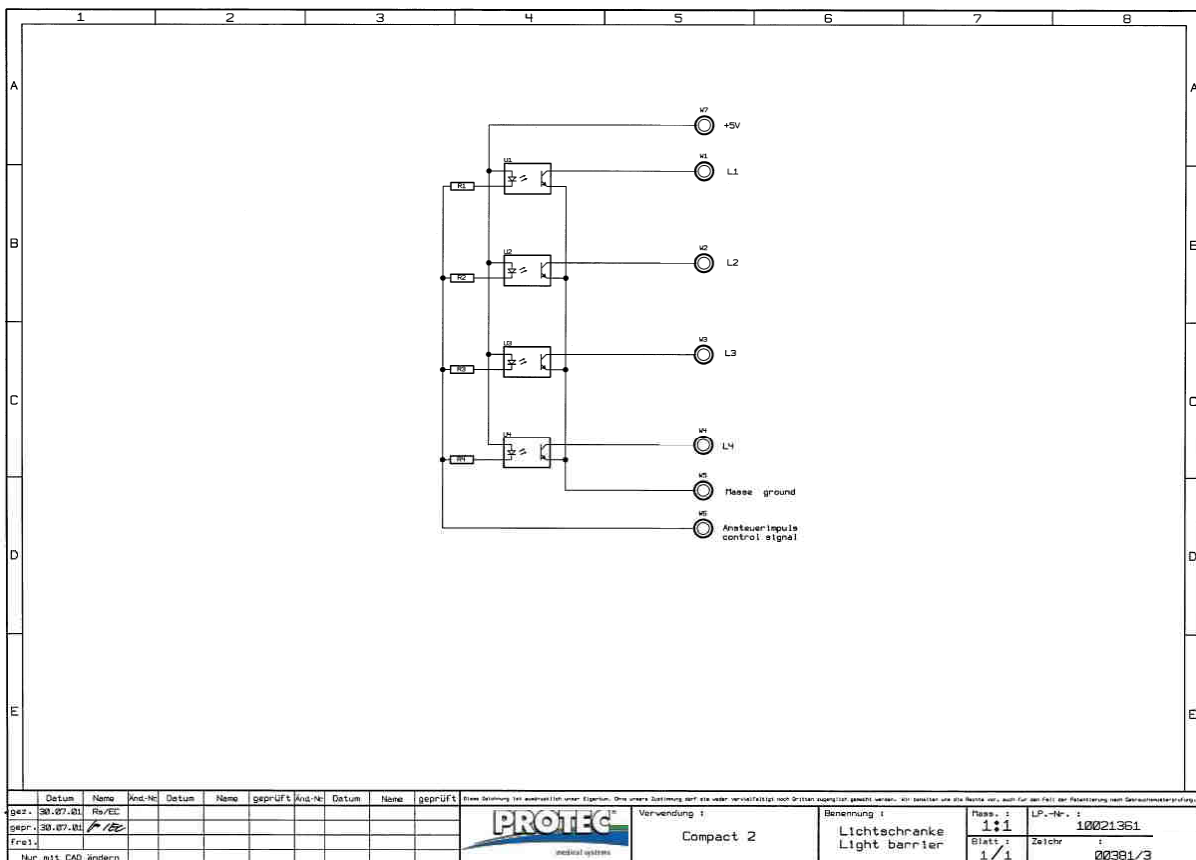 1 2 3 4 5 6 7 8
A A
W7
+5V
W1
U1
L1
R1
B
W2
U2
L2
R2
W3
U3
L3
R3
C C
W4
U4
L4
R4
W5
Masse ground
W6
Ansteuerimpuls
control signal
D D
E E
Datum Name Änd-Nr Datum Name geprüft Änd-Nr Datum Name geprüft
gez. 30.07.01 Rs/EC
gepr. 30.07.01
frei.
Nur mit CAD ändern
PROTEC
medical systems
Verwendung :
Compact 2
Benennung :
Lichtschranke
Light barrier
Mass. :
1:1
LP.-Nr. :
10021361
Blatt :
1/1
Zeichr :
00381/3